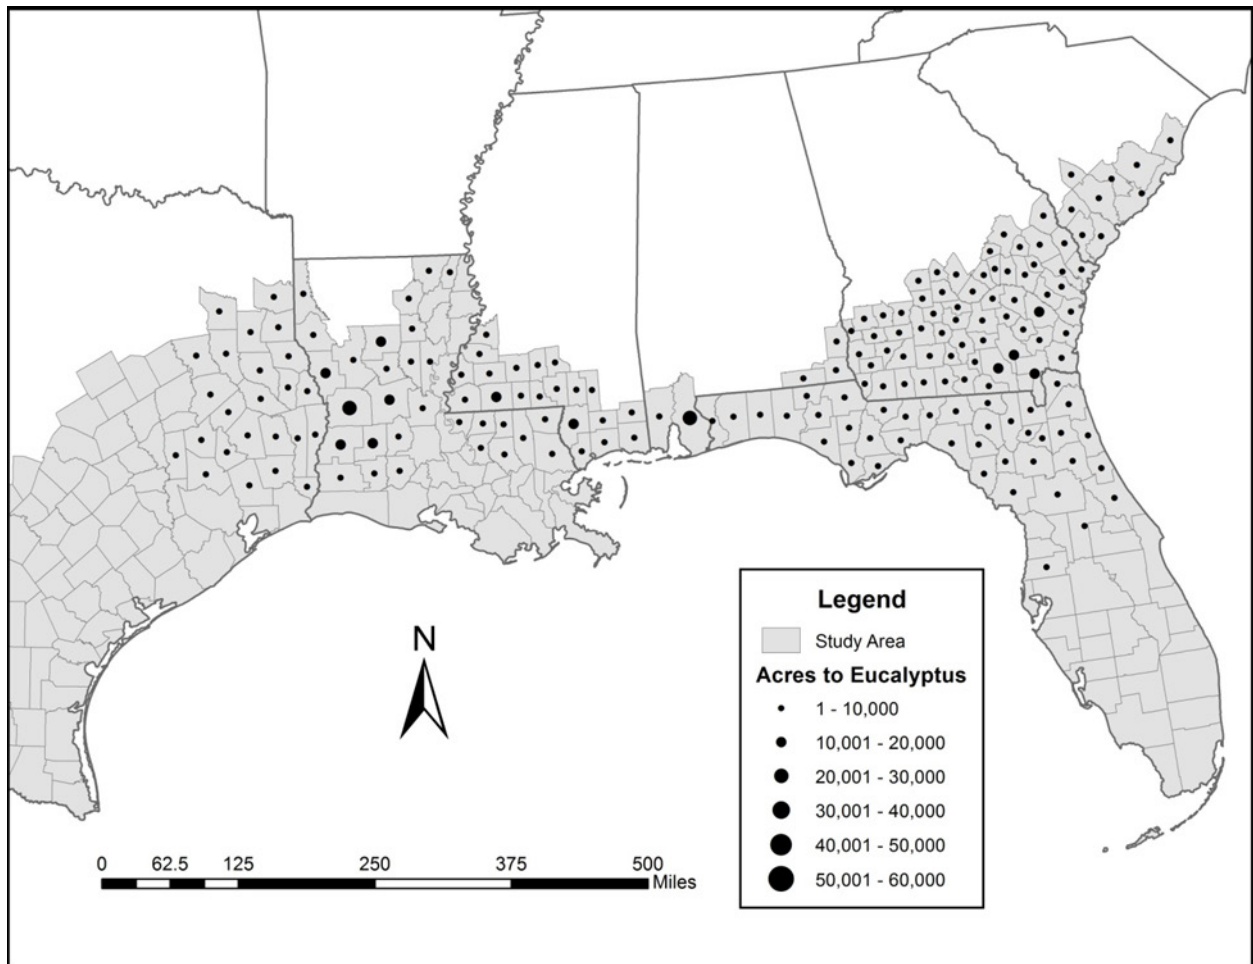 N
0 62.5 125 250 375 500
Miles
Legend
Study Area
Acres to Eucalyptus
1 - 10,000
10,001 - 20,000
20,001 - 30,000
30,001 - 40,000
40,001 - 50,000
50,001 - 60,000